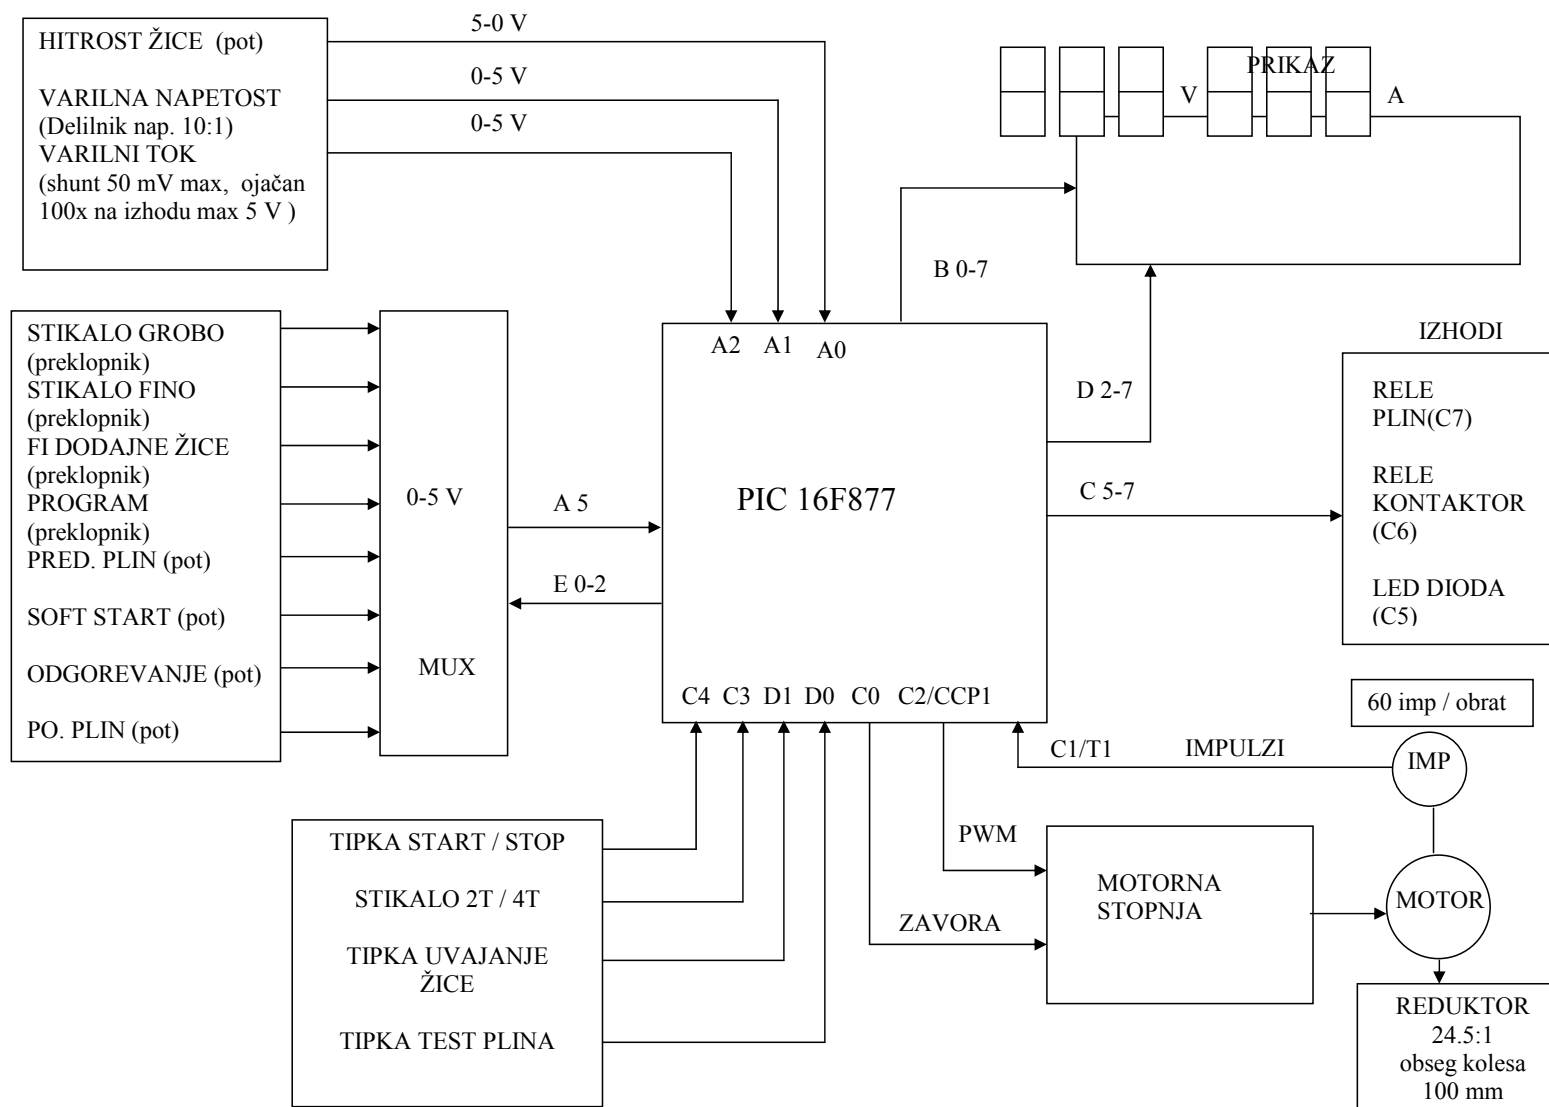 HITROST ŽICE  (pot)
VARILNA NAPETOST
(Delilnik nap. 10:1)
VARILNI TOK
(shunt 50 mV max,  ojačan
100x na izhodu max 5 V )
5-0 V
0-5 V
0-5 V
PRIKAZ
V
A
B 0-7
STIKALO GROBO
(preklopnik)
STIKALO FINO
(preklopnik)
FI DODAJNE ŽICE
(preklopnik)
PROGRAM
(preklopnik)
PRED. PLIN (pot)
SOFT START (pot)
ODGOREVANJE (pot)
PO. PLIN (pot)
0-5 V
MUX
A 5
E 0-2
A2
A1
A0
PIC 16F877
C4
C3
D1
D0
C0
C2/CCP1
D 2-7
C 5-7
IZHODI
RELE
PLIN(C7)
RELE
KONTAKTOR
(C6)
LED DIODA
(C5)
60 imp / obrat
C1/T1
IMPULZI
IMP
TIPKA START / STOP
STIKALO 2T / 4T
TIPKA UVAJANJE
ŽICE
TIPKA TEST PLINA
PWM
ZAVORA
MOTORNA
STOPNJA
MOTOR
REDUKTOR
24.5:1
obseg kolesa
100 mm